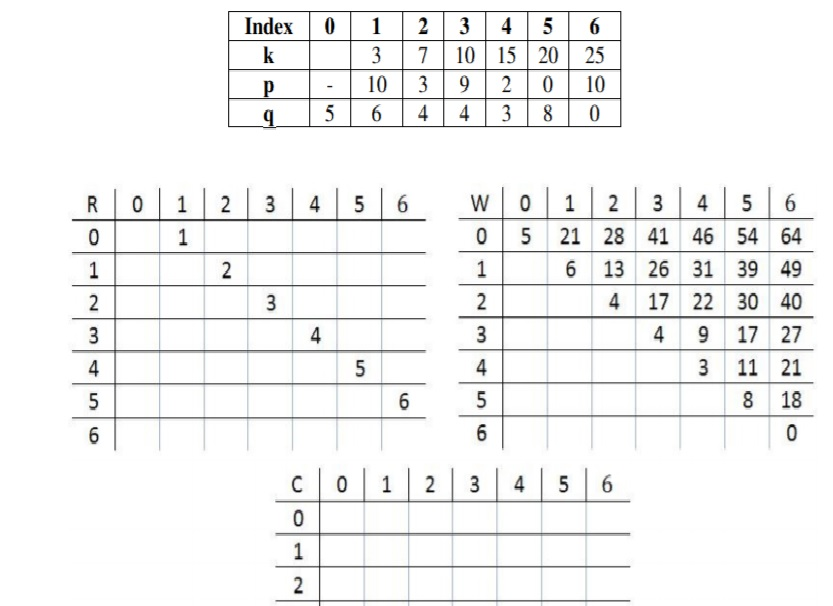 Index 0 1 2 3 4 5 6
k 3 7 10 15 20 25
p - 10 3 9 2 0 10
q 5 6 4 4 3 8 0
R 0 1 2 3 4 5 6
0 1
1 2
2 3
3 4
4 5
5 6
6
W 0 1 2 3 4 5 6
0 5 21 28 41 46 54 64
1 6 13 26 31 39 49
2 4 17 22 30 40
3 4 9 17 27
4 3 11 21
5 8 18
6 0
C 0 1 2 3 4 5 6
0
1
2